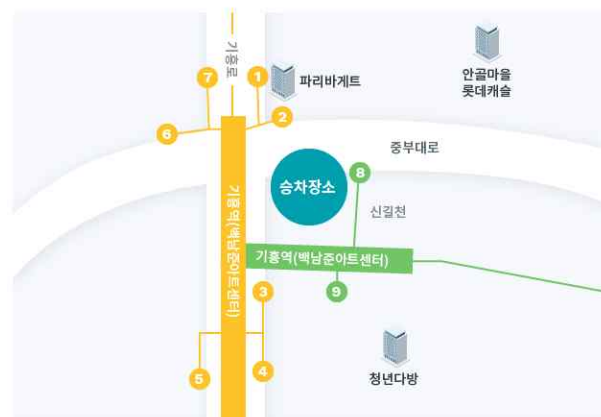 기흥로
7
1
2
6
파리바게트
안골마을
롯데캐슬
중부대로
승차장소
8
신길천
기흥역(백남준아트센터)
기흥역(백남준아트센터)
9
3
5
4
청년다방